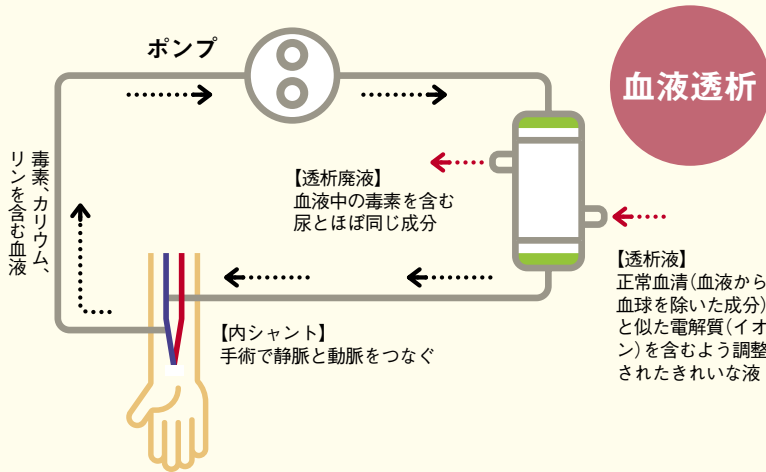 血液透析
ポンプ
毒素、カリウム、
リンを含む血液
【透析廃液】
血液中の毒素を含む
尿とほぼ同じ成分
【透析液】
正常血清(血液から
血球を除いた成分)
と似た電解質(イオ
ン)を含むよう調整
されたきれいな液
【内シャント】
手術で静脈と動脈をつなぐ